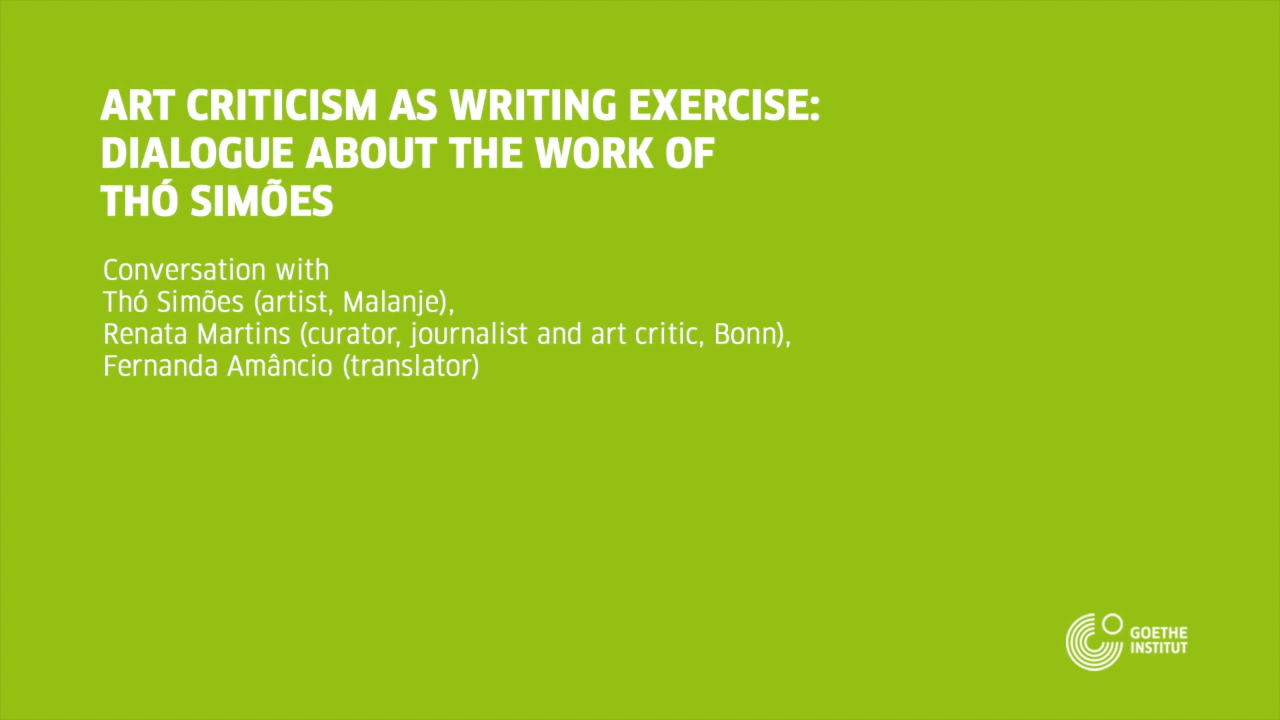 ART CRITICISM AS WRITING EXERCISE:
DIALOGUE ABOUT THE WORK OF
THÓ SIMÕES
Conversation with
Thó Simões (artist, Malanje),
Renata Martins (curator, journalist and art critic, Bonn),
Fernanda Amâncio (translator)
GOETHE
INSTITUT